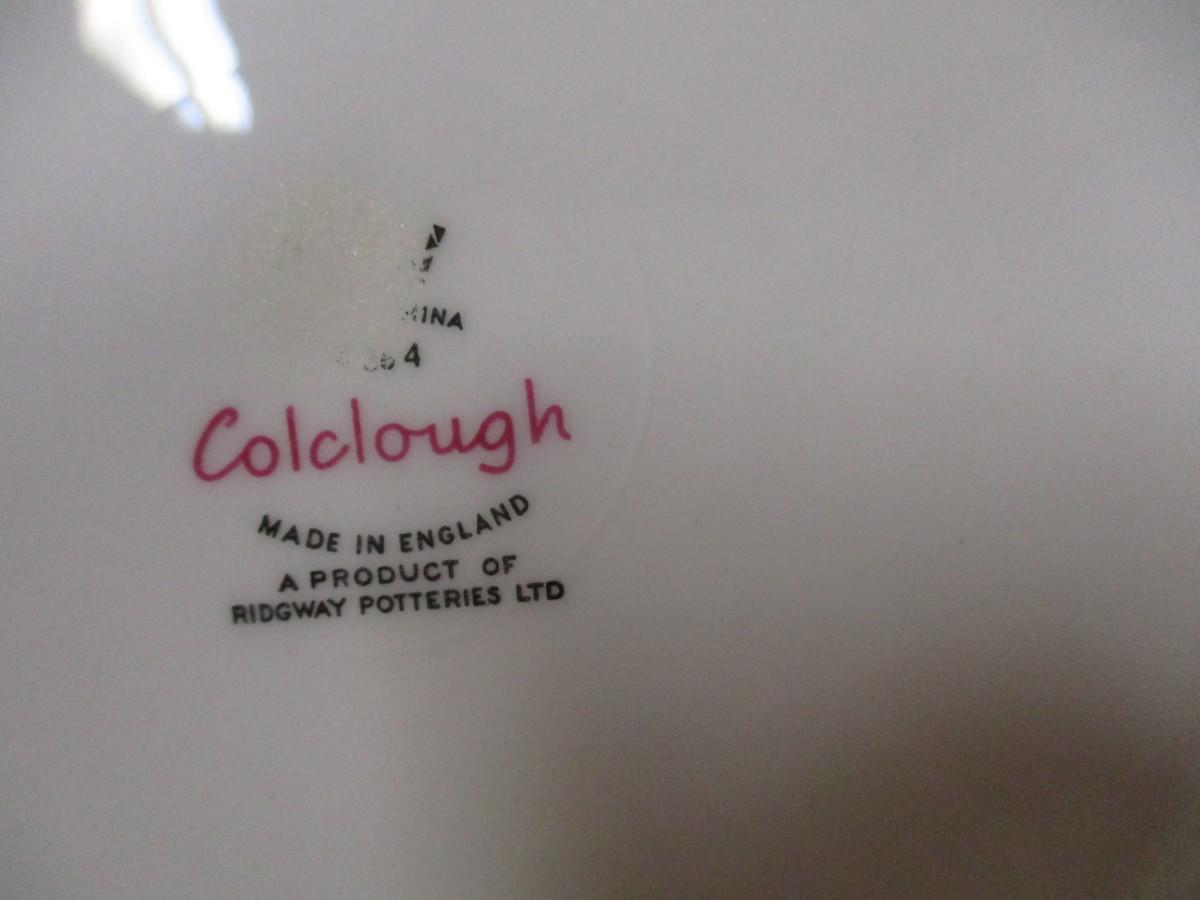 Colclough
MADE IN ENGLAND
A PRODUCT OF
RIDGWAY POTTERIES LTD